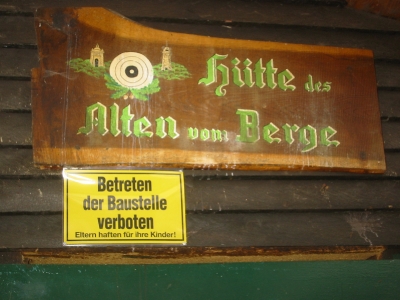 Hütte des
Alten vom Berge
Betreten
der Baustelle
verboten
Eltern haften für ihre Kinder!